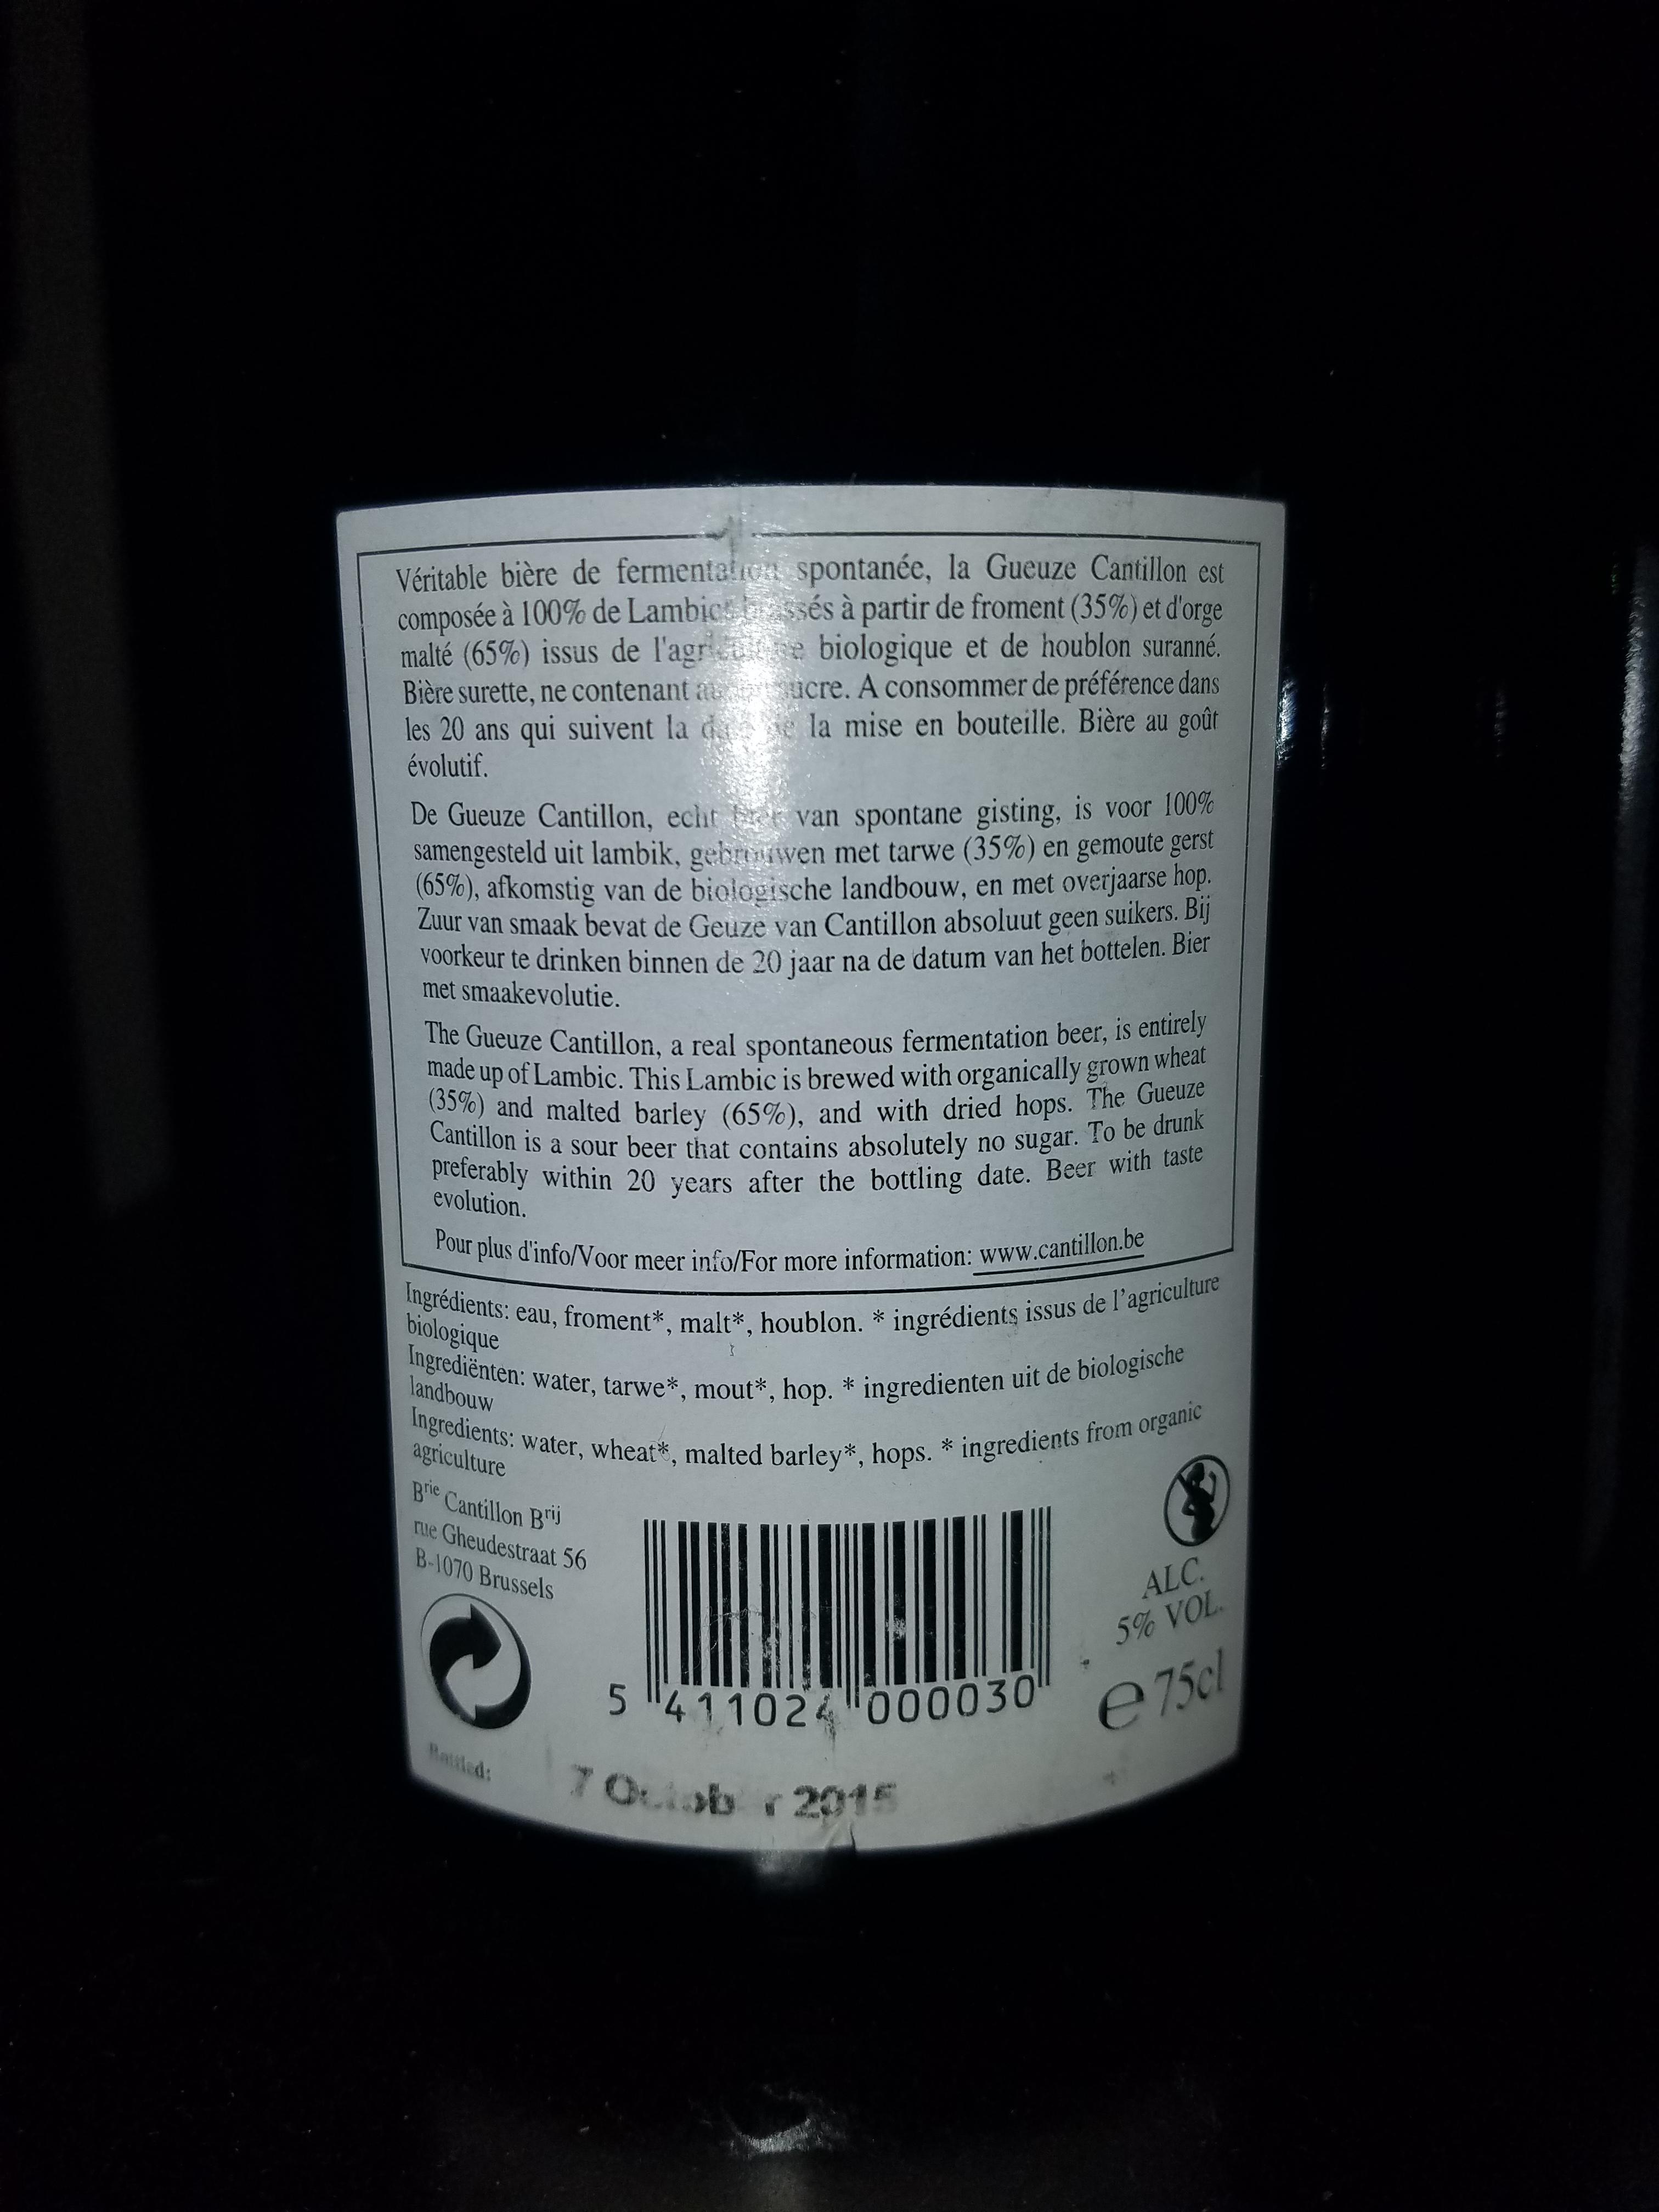 Véritable bière de fermentation spontanée, la Gueuze Cantillon est
composée à 100% de Lambics brassés à partir de froment (35%) et d'orge
malté (65%) issus de l'agriculture biologique et de houblon suranné.
Bière surette, ne contenant aucun sucre. A consommer de préférence dans
les 20 ans qui suivent la date de la mise en bouteille. Bière au goût
évolutif.
De Gueuze Cantillon, echt bier van spontane gisting, is voor 100%
samengesteld uit lambik, gebrouwen met tarwe (35%) en gemoute gerst
(65%), afkomstig van de biologische landbouw, en met overjaarse hop.
Zuur van smaak bevat de Geuze van Cantillon absoluut geen suikers. Bij
voorkeur te drinken binnen de 20 jaar na de datum van het bottelen. Bier
met smaakevolutie.
The Gueuze Cantillon, a real spontaneous fermentation beer, is entirely
made up of Lambic. This Lambic is brewed with organically grown wheat
(35%) and malted barley (65%), and with dried hops. The Gueuze
Cantillon is a sour beer that contains absolutely no sugar. To be drunk
preferably within 20 years after the bottling date. Beer with taste
evolution.
Pour plus d'info/Voor meer info/For more information: www.cantillon.be
Ingrédients: eau, froment*, malt*, houblon. * ingrédients issus de l’agriculture
biologique
Ingrediënten: water, tarwe*, mout*, hop. * ingredienten uit de biologische
landbouw
Ingredients: water, wheat*, malted barley*, hops. * ingredients from organic
agriculture
Brie Cantillon Brij
rue Gheudestraat 56
B-1070 Brussels
ALC.
5% VOL.
5 411024 000030
e 75cl
Bottled: 7 October 2015